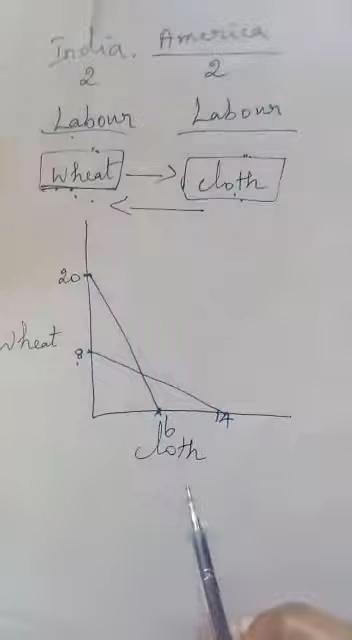 India. America
2 2
Labour Labour
Wheat cloth
20
Wheat
8
6 14
cloth